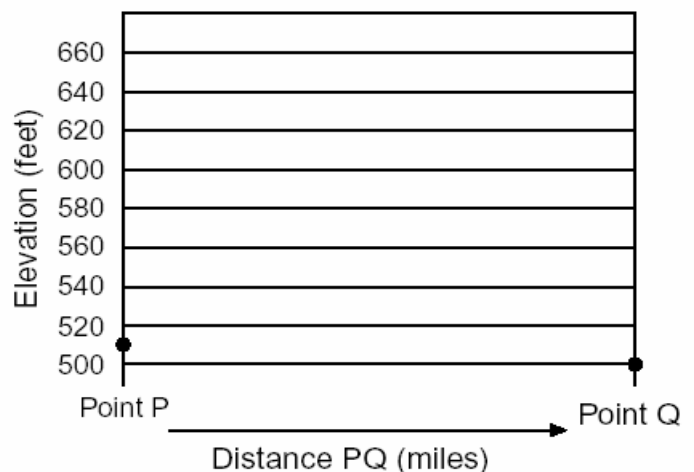 Elevation (feet)
660
640
620
600
580
560
540
520
500
Point P
Point Q
Distance PQ (miles)